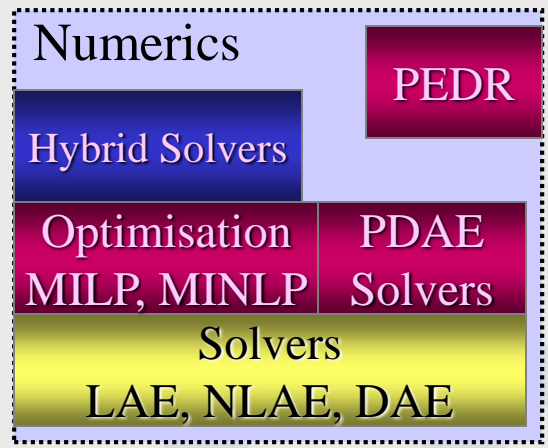 Numerics
PEDR
Hybrid Solvers
Optimisation
MILP, MINLP
PDAE
Solvers
Solvers
LAE, NLAE, DAE